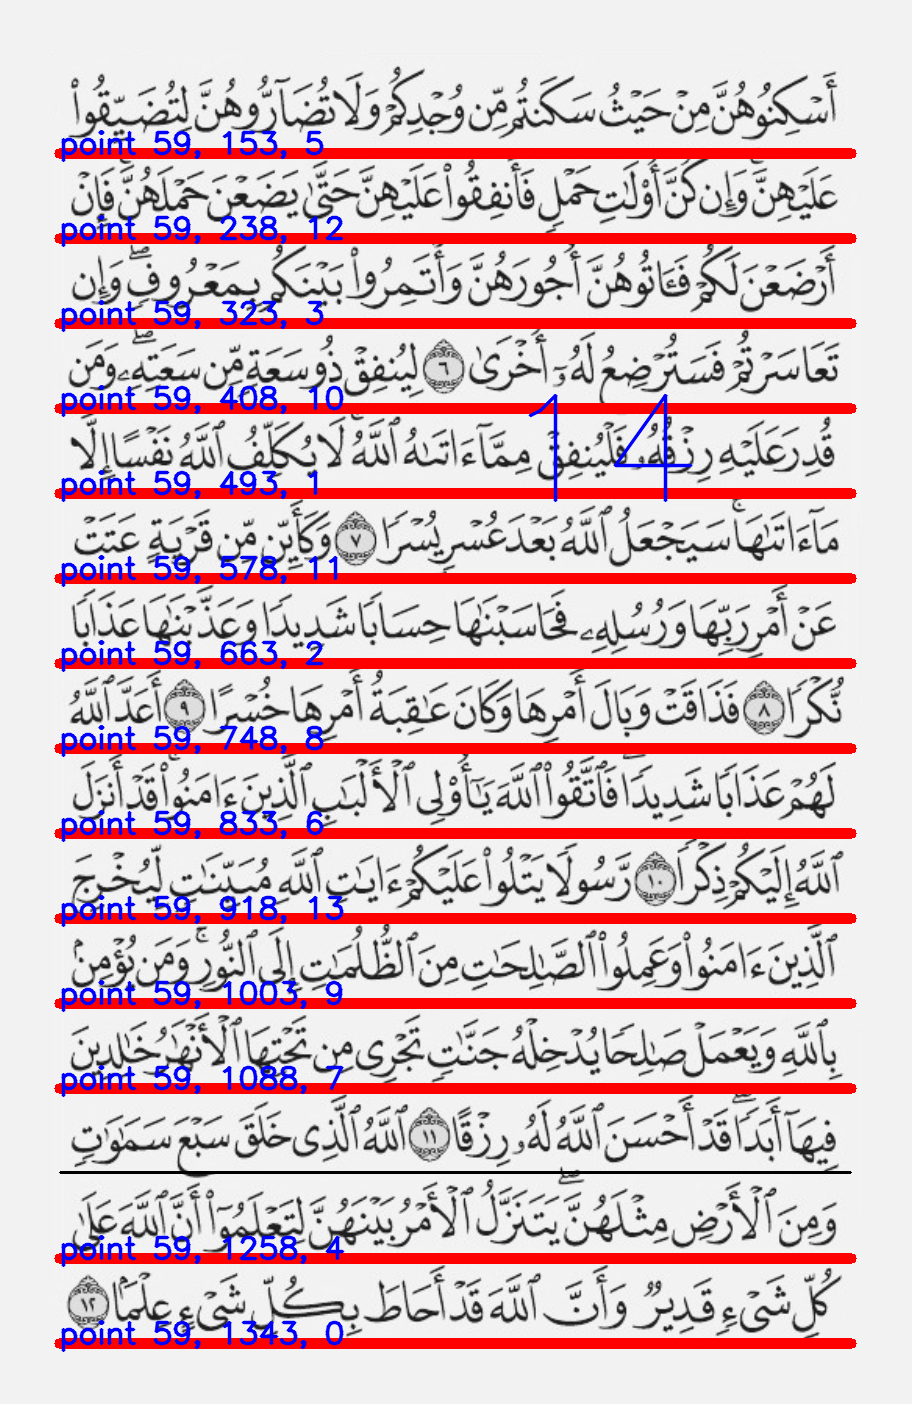 أَسْكِنُوهُنَّ مِنْ حَيْثُ سَكَنتُم مِّن وُجْدِكُمْ وَلَا تُضَآرُّوهُنَّ لِتُضَيِّقُوا۟
point 59, 153, 5
عَلَيْهِنَّ ۚ وَإِن كُنَّ أُو۟لَٰتِ حَمْلٍ فَأَنفِقُوا۟ عَلَيْهِنَّ حَتَّىٰ يَضَعْنَ حَمْلَهُنَّ ۚ فَإِنْ
point 59, 238, 12
أَرْضَعْنَ لَكُمْ فَـَٔاتُوهُنَّ أُجُورَهُنَّ وَأْتَمِرُوا۟ بَيْنَكُم بِمَعْرُوفٍ ۖ وَإِن
point 59, 323, 3
تَعَاسَرْتُمْ فَسَتُرْضِعُ لَهُۥٓ أُخْرَىٰ ٦ لِيُنفِقْ ذُو سَعَةٍ مِّن سَعَتِهِۦ ۖ وَمَن
point 59, 408, 10
14
قُدِرَ عَلَيْهِ رِزْقُهُۥ فَلْيُنفِقْ مِمَّآ ءَاتَىٰهُ ٱللَّهُ ۚ لَا يُكَلِّفُ ٱللَّهُ نَفْسًا إِلَّا
point 59, 493, 1
مَآ ءَاتَىٰهَا ۚ سَيَجْعَلُ ٱللَّهُ بَعْدَ عُسْرٍ يُسْرًا ٧ وَكَأَيِّن مِّن قَرْيَةٍ عَتَتْ
point 59, 578, 11
عَنْ أَمْرِ رَبِّهَا وَرُسُلِهِۦ فَحَاسَبْنَٰهَا حِسَابًا شَدِيدًا وَعَذَّبْنَٰهَا عَذَابًا
point 59, 663, 2
نُّكْرًا ٨ فَذَاقَتْ وَبَالَ أَمْرِهَا وَكَانَ عَٰقِبَةُ أَمْرِهَا خُسْرًا ٩ أَعَدَّ ٱللَّهُ
point 59, 748, 8
لَهُمْ عَذَابًا شَدِيدًا ۖ فَٱتَّقُوا۟ ٱللَّهَ يَٰٓأُو۟لِى ٱلْأَلْبَٰبِ ٱلَّذِينَ ءَامَنُوا۟ ۚ قَدْ أَنزَلَ
point 59, 833, 6
ٱللَّهُ إِلَيْكُمْ ذِكْرًا ١٠ رَّسُولًا يَتْلُوا۟ عَلَيْكُمْ ءَايَٰتِ ٱللَّهِ مُبَيِّنَٰتٍ لِّيُخْرِجَ
point 59, 918, 13
ٱلَّذِينَ ءَامَنُوا۟ وَعَمِلُوا۟ ٱلصَّٰلِحَٰتِ مِنَ ٱلظُّلُمَٰتِ إِلَى ٱلنُّورِ ۚ وَمَن يُؤْمِنۢ
point 59, 1003, 9
بِٱللَّهِ وَيَعْمَلْ صَٰلِحًا يُدْخِلْهُ جَنَّٰتٍ تَجْرِى مِن تَحْتِهَا ٱلْأَنْهَٰرُ خَٰلِدِينَ
point 59, 1088, 7
فِيهَآ أَبَدًا ۖ قَدْ أَحْسَنَ ٱللَّهُ لَهُۥ رِزْقًا ١١ ٱللَّهُ ٱلَّذِى خَلَقَ سَبْعَ سَمَٰوَٰتٍ
وَمِنَ ٱلْأَرْضِ مِثْلَهُنَّ ۖ يَتَنَزَّلُ ٱلْأَمْرُ بَيْنَهُنَّ لِتَعْلَمُوٓا۟ أَنَّ ٱللَّهَ عَلَىٰ
point 59, 1258, 4
كُلِّ شَىْءٍ قَدِيرٌ وَأَنَّ ٱللَّهَ قَدْ أَحَاطَ بِكُلِّ شَىْءٍ عِلْمًۢا ١٢
point 59, 1343, 0